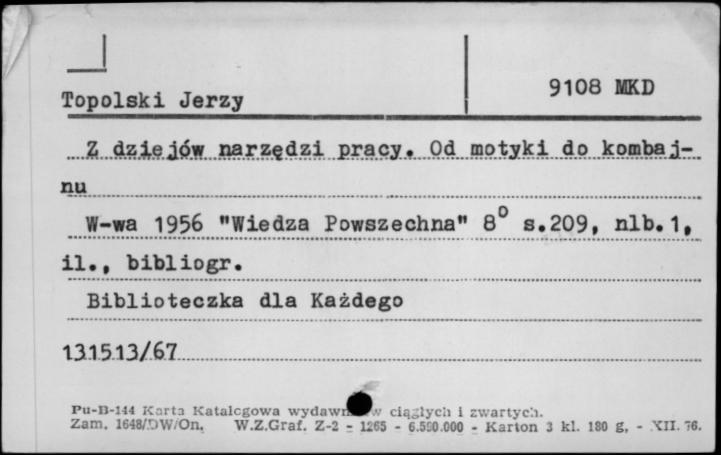 9108 MKD
Topolski Jerzy
Z dziejów narzędzi pracy. Od motyki do kombaj-
nu
W-wa 1956 "Wiedza Powszechna" 8° s.209, nlb.1,
il., bibliogr.
Biblioteczka dla Każdego
131513/67
Pu-B-144 Karta Katalogowa ciągłych i zwartych.
Zam. 1648/DW/On. W.Z.Graf. Z-2 - 1265 - 6.500.000 - Karton 3 kl. 180 g, - XII. 76.